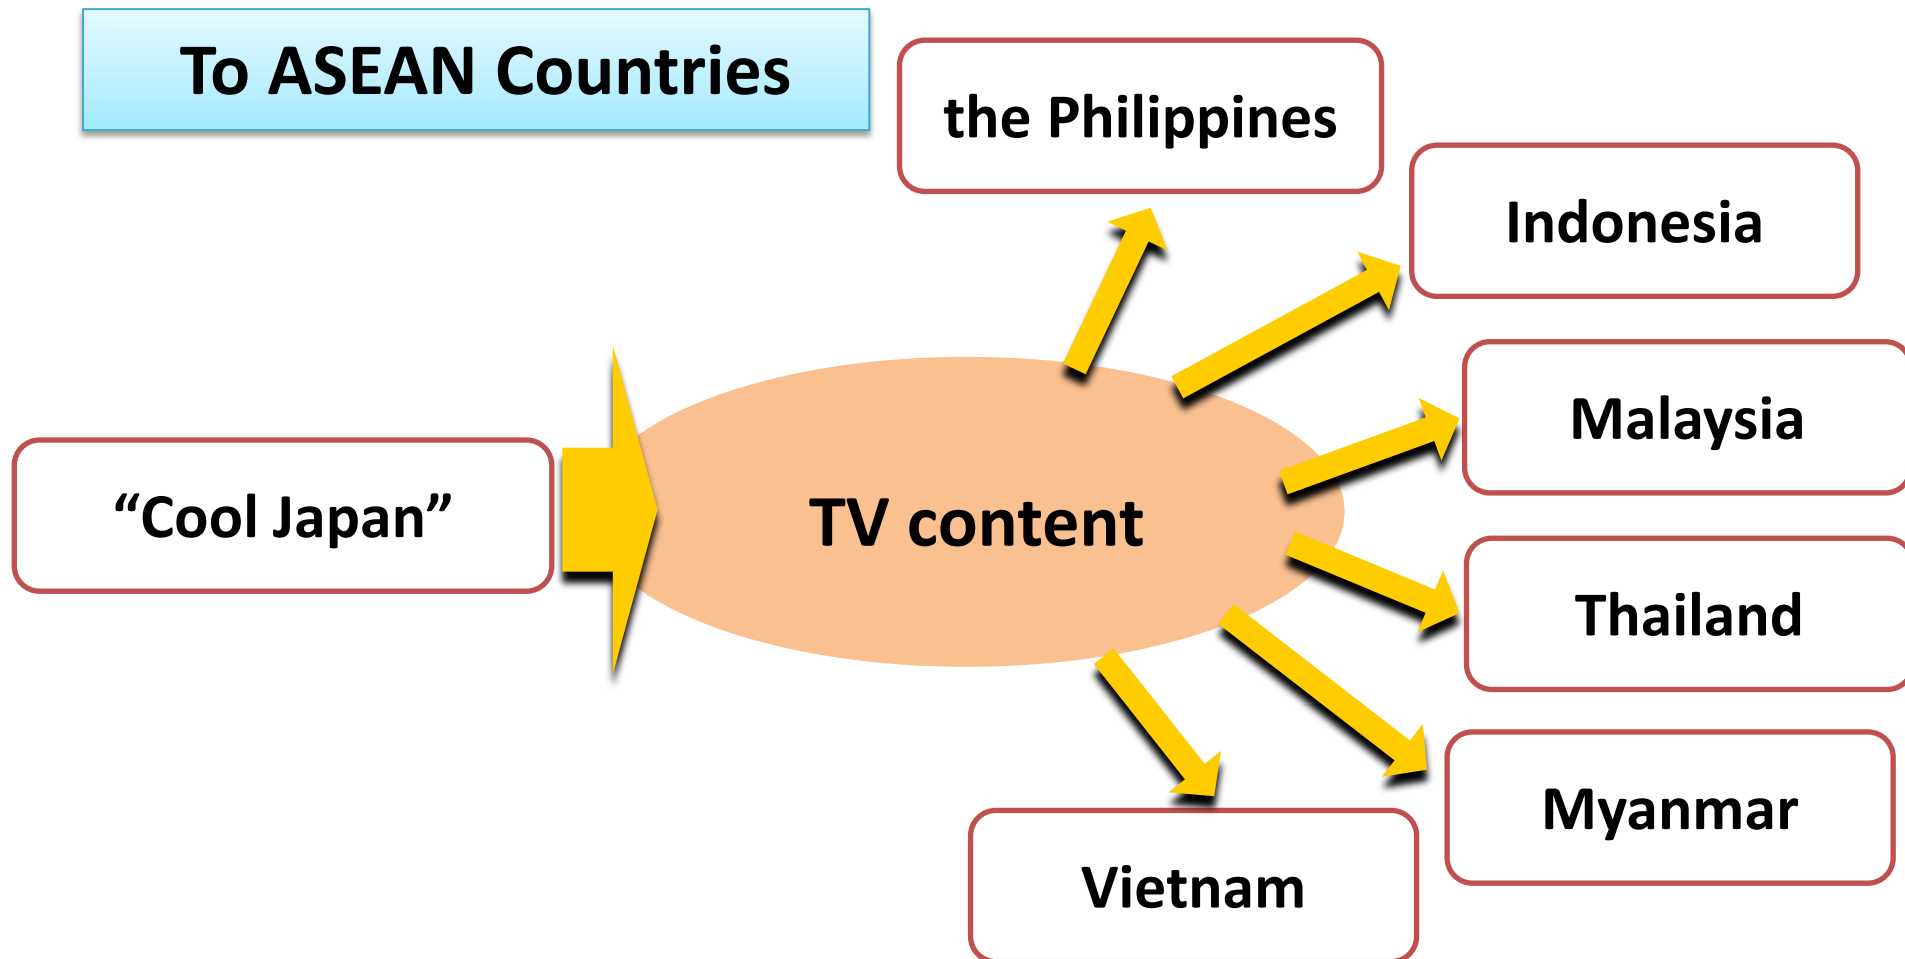 To ASEAN Countries
the Philippines
Indonesia
Malaysia
“Cool Japan”
TV content
Thailand
Myanmar
Vietnam